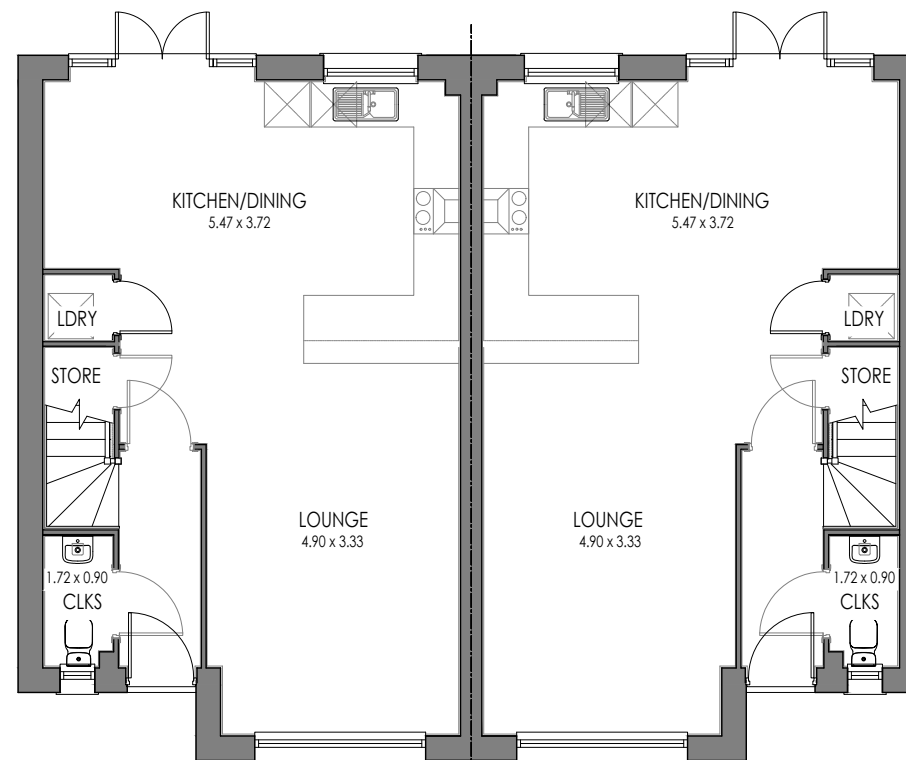 KITCHEN/DINING
5.47 x 3.72
KITCHEN/DINING
5.47 x 3.72
LDRY
LDRY
STORE
STORE
LOUNGE
4.90 x 3.33
LOUNGE
4.90 x 3.33
1.72 x 0.90
CLKS
1.72 x 0.90
CLKS